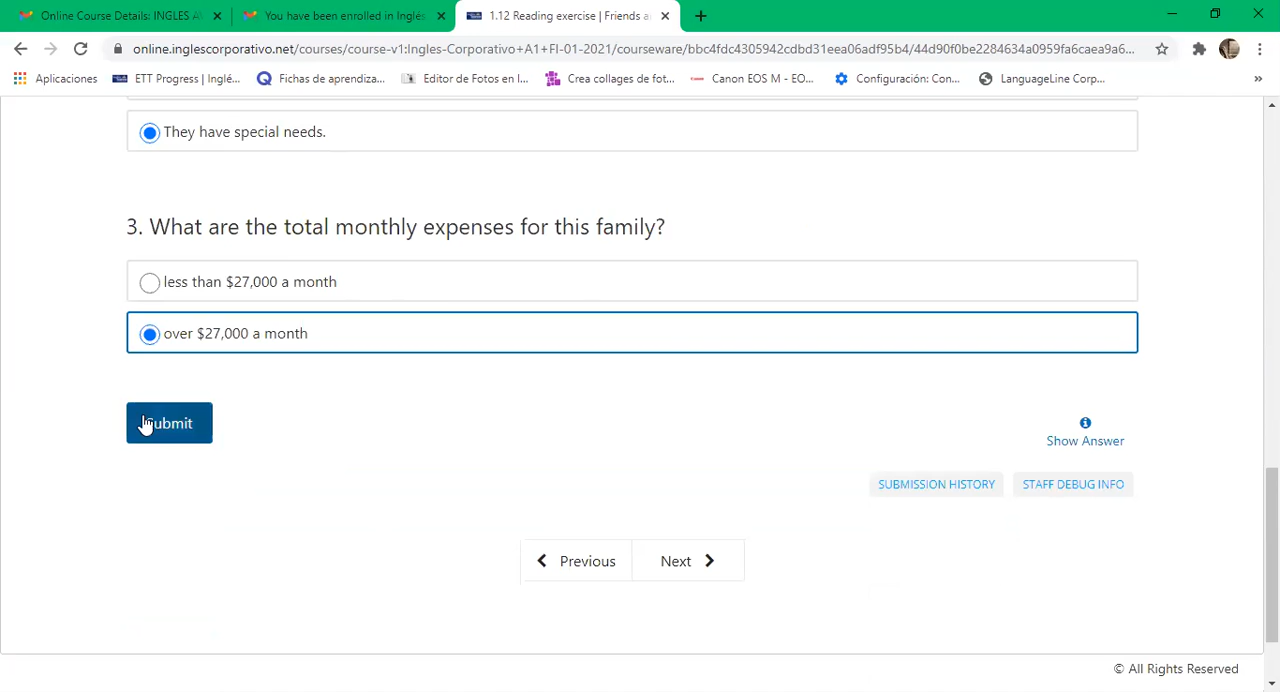 Online Course Details: INGLES A
You have been enrolled in Inglés
1.12 Reading exercise | Friends a
online.inglescorporativo.net/courses/course-v1:Ingles-Corporativo+A1+FI-01-2021/courseware/bbc4fdc4305942cdbd31eea06adf95b4/44d90f0be2284634a0959fa6caea9a6...
Aplicaciones
ETT Progress | Inglé...
Fichas de aprendiza...
Editor de Fotos en l...
Crea collages de fot...
Canon EOS M - EO...
Configuración: Con...
LanguageLine Corp...
»
They have special needs.
3. What are the total monthly expenses for this family?
less than $27,000 a month
over $27,000 a month
Submit
Show Answer
SUBMISSION HISTORY
STAFF DEBUG INFO
Previous
Next
© All Rights Reserved